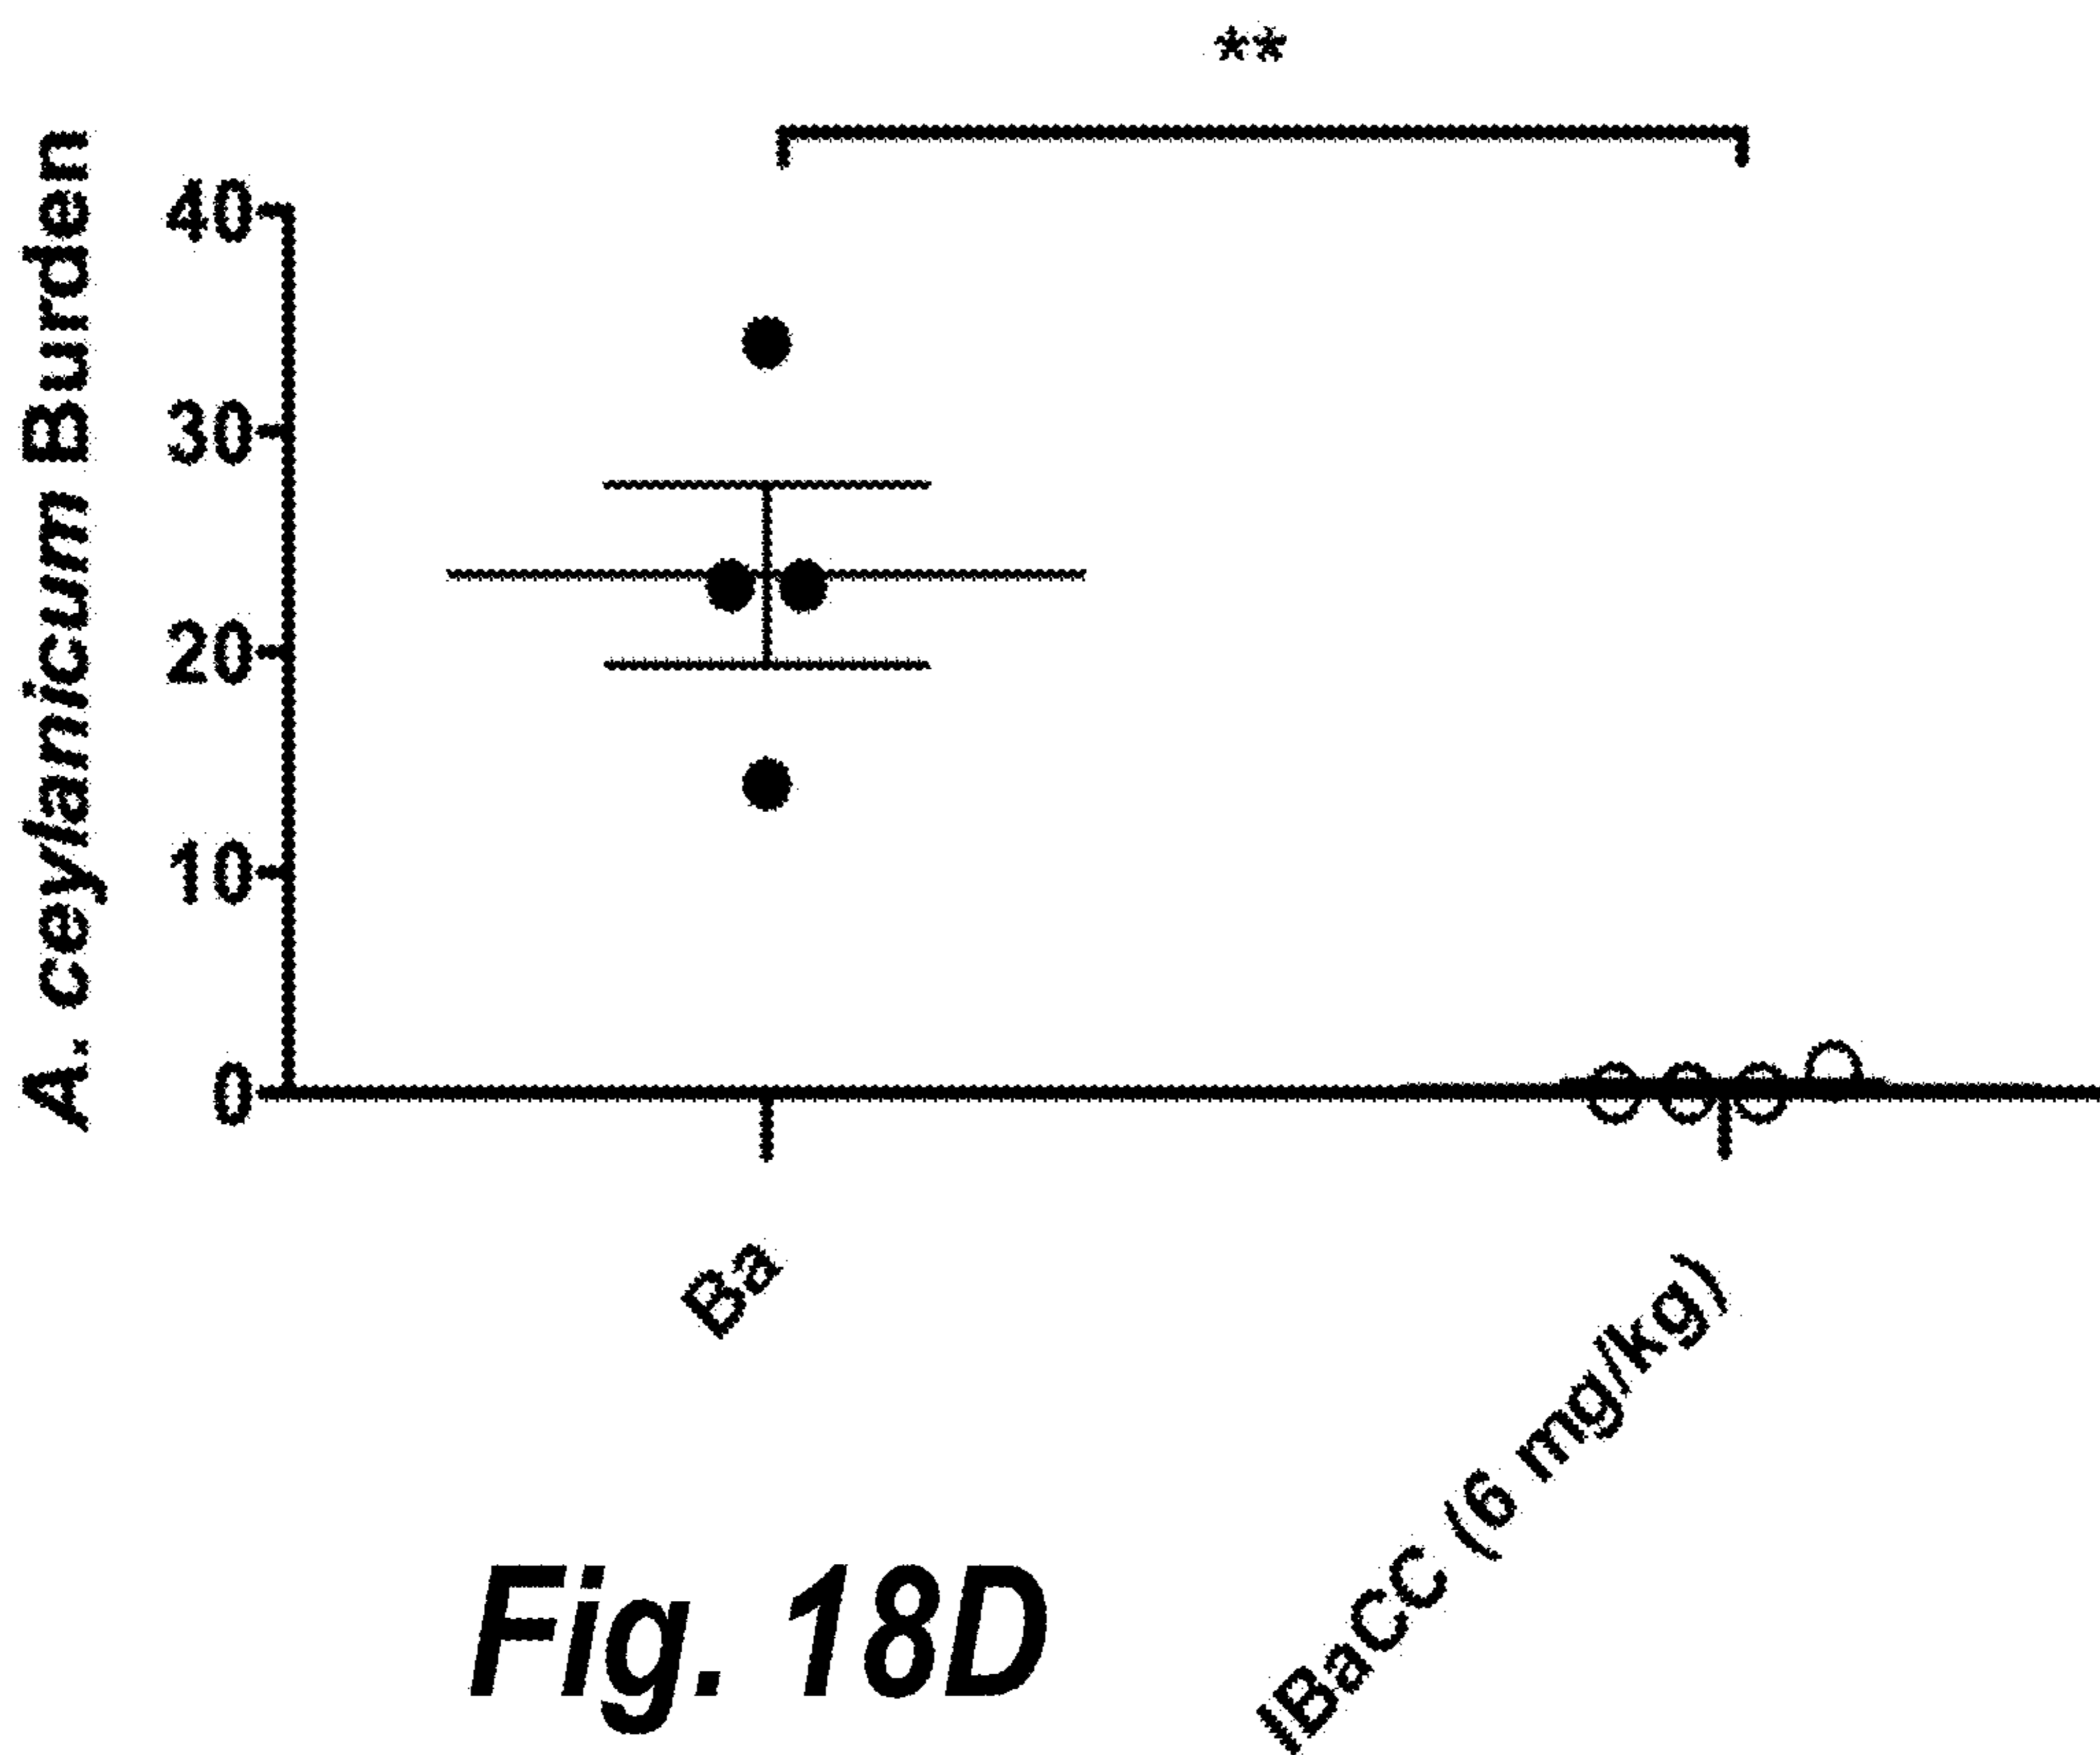 **
A. ceylanicum Burden
40
30
20
10
0
Ba
IBaCC (6 mg/kg)
Fig. 18D